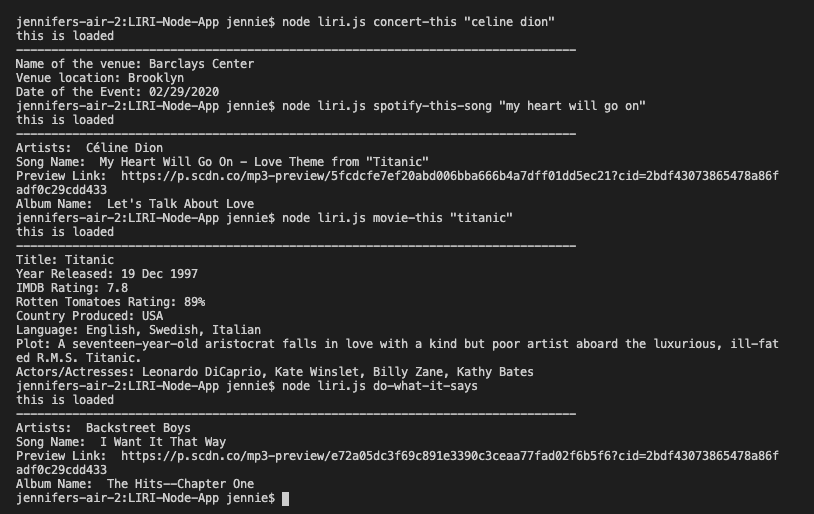 jennifers-air-2:LIRI-Node-App jennie$ node liri.js concert-this "celine dion"
this is loaded
--------------------------------------------------------------------------------
Name of the venue: Barclays Center
Venue location: Brooklyn
Date of the Event: 02/29/2020
jennifers-air-2:LIRI-Node-App jennie$ node liri.js spotify-this-song "my heart will go on"
this is loaded
--------------------------------------------------------------------------------
Artists:  Céline Dion
Song Name:  My Heart Will Go On - Love Theme from "Titanic"
Preview Link:  https://p.scdn.co/mp3-preview/5fcdcfe7ef20abd006bba666b4a7dff01dd5ec21?cid=2bdf43073865478a86f
adf0c29cdd433
Album Name:  Let's Talk About Love
jennifers-air-2:LIRI-Node-App jennie$ node liri.js movie-this "titanic"
this is loaded
--------------------------------------------------------------------------------
Title: Titanic
Year Released: 19 Dec 1997
IMDB Rating: 7.8
Rotten Tomatoes Rating: 89%
Country Produced: USA
Language: English, Swedish, Italian
Plot: A seventeen-year-old aristocrat falls in love with a kind but poor artist aboard the luxurious, ill-fat
ed R.M.S. Titanic.
Actors/Actresses: Leonardo DiCaprio, Kate Winslet, Billy Zane, Kathy Bates
jennifers-air-2:LIRI-Node-App jennie$ node liri.js do-what-it-says
this is loaded
--------------------------------------------------------------------------------
Artists:  Backstreet Boys
Song Name:  I Want It That Way
Preview Link:  https://p.scdn.co/mp3-preview/e72a05dc3f69c891e3390c3ceaa77fad02f6b5f6?cid=2bdf43073865478a86f
adf0c29cdd433
Album Name:  The Hits--Chapter One
jennifers-air-2:LIRI-Node-App jennie$